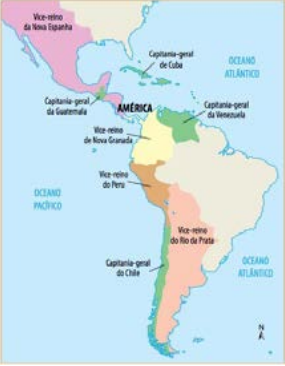 Vice-reino
da Nova Espanha
Capitania-geral
de Cuba
OCEANO
ATLÂNTICO
Capitania-geral
da Guatemala
AMÉRICA
Capitania-geral
da Venezuela
Vice-reino
de Nova Granada
Vice-reino
do Peru
OCEANO
PACÍFICO
Vice-reino
do Rio da Prata
Capitania-geral
do Chile
OCEANO
ATLÂNTICO
N